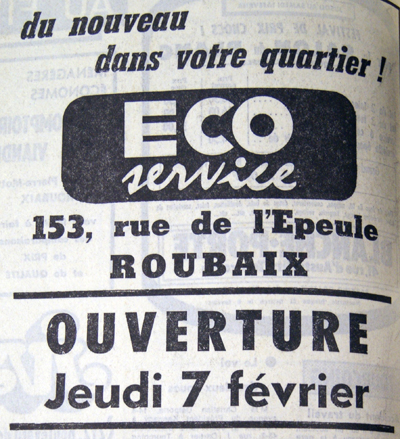 du nouveau
dans votre quartier !
ECO
service
153, rue de l'Epeule
ROUBAIX
OUVERTURE
Jeudi 7 février